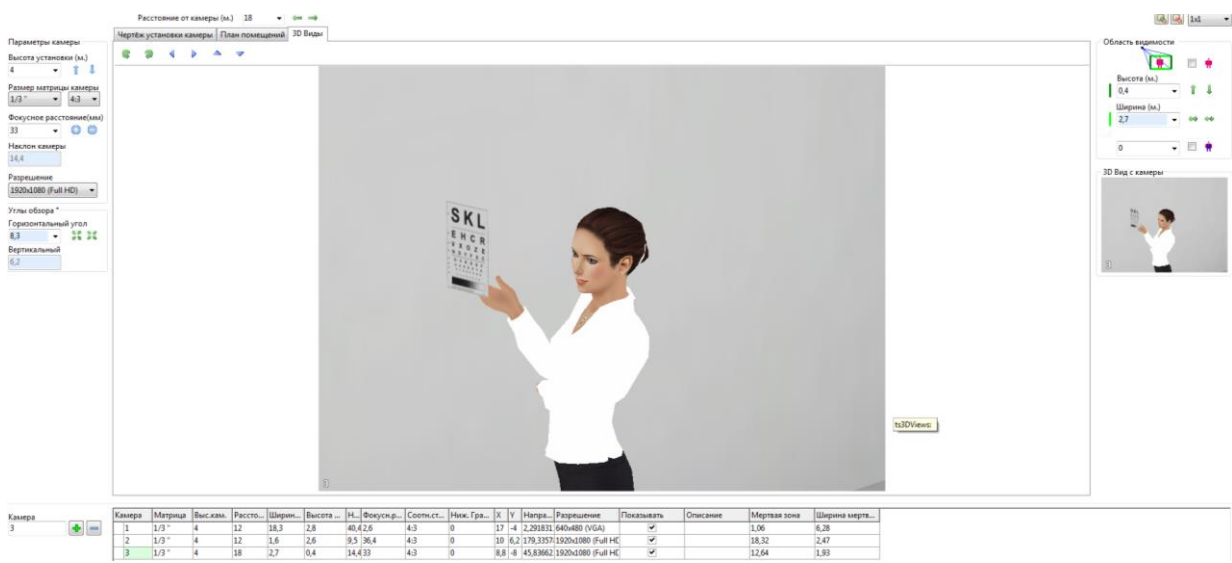 Расстояние от камеры (м.) 18
1x1
Чертёж установки камеры План помещений 3D Виды
Параметры камеры
Высота установки (м.)
4
Размер матрицы камеры
1/3 " 4:3
Фокусное расстояние(мм)
33
Наклон камеры
14,4
Разрешение
1920x1080 (Full HD)
Углы обзора °
Горизонтальный угол
8,3
Вертикальный
6,2
SKL
EHCR
3
ts3DViews:
Область видимости
Высота (м.)
0,4
Ширина (м.)
2,7
0
3D Вид с камеры
3
Камера
3
Камера Матрица Выс.кам. Рассто... Ширин... Высота ... Н... Фокусн.р... Соотн.ст... Ниж. Гра... X Y Напра... Разрешение Показывать Описание Мертвая зона Ширина мертв...
1 1/3 " 4 12 18,3 2,8 40,4 2,6 4:3 0 17 -4 2,291831 640x480 (VGA) 1,06 6,28
2 1/3 " 4 12 1,6 2,6 9,5 36,4 4:3 0 10 6,2 179,3357 1920x1080 (Full HD 18,32 2,47
3 1/3 " 4 18 2,7 0,4 14,4 33 4:3 0 8,8 -8 45,83662 1920x1080 (Full HD 12,64 1,93